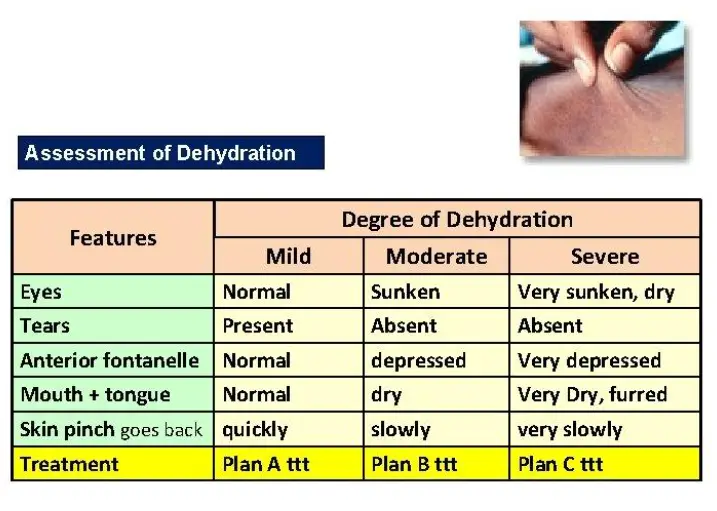 Assessment of Dehydration
Features
Degree of Dehydration
Mild Moderate Severe
Eyes Normal Sunken Very sunken, dry
Tears Present Absent Absent
Anterior fontanelle Normal depressed Very depressed
Mouth + tongue Normal dry Very Dry, furred
Skin pinch goes back quickly slowly very slowly
Treatment Plan A ttt Plan B ttt Plan C ttt